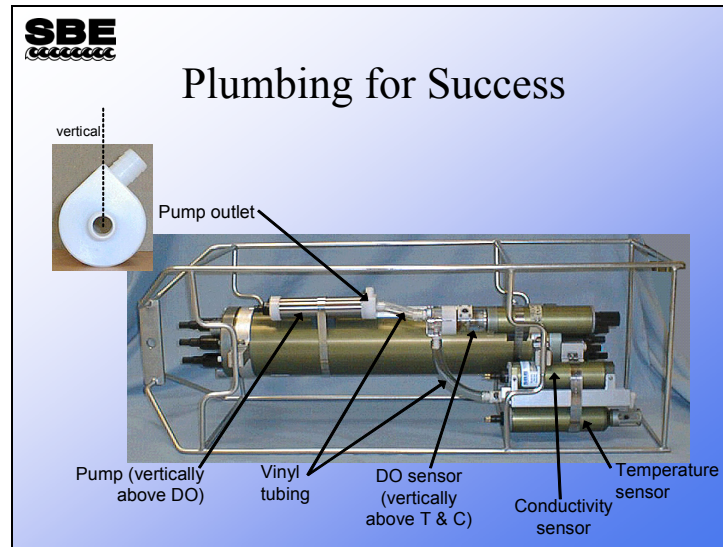 SBE
Plumbing for Success
vertical
Pump outlet
Pump (vertically
above DO)
Vinyl
tubing
DO sensor
(vertically
above T & C)
Conductivity
sensor
Temperature
sensor